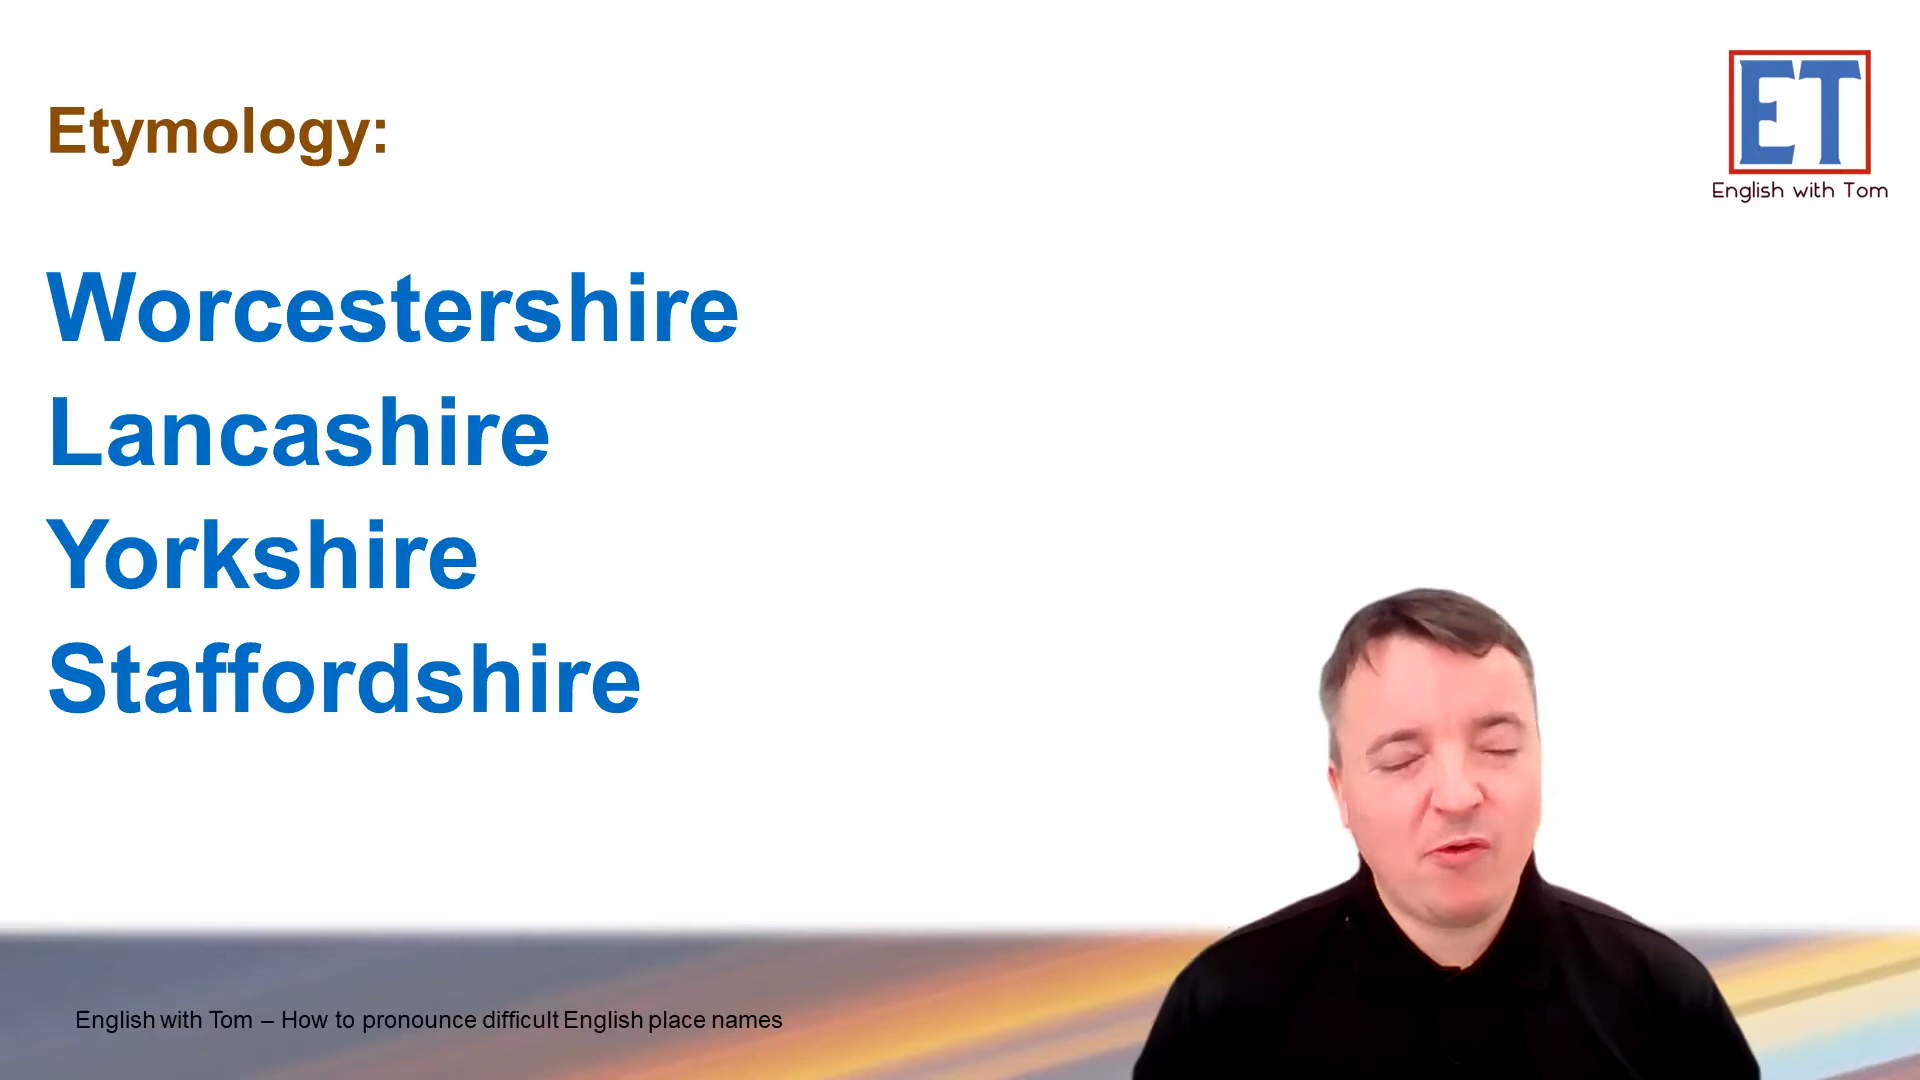 Etymology:
ET
English with Tom
Worcestershire
Lancashire
Yorkshire
Staffordshire
English with Tom – How to pronounce difficult English place names